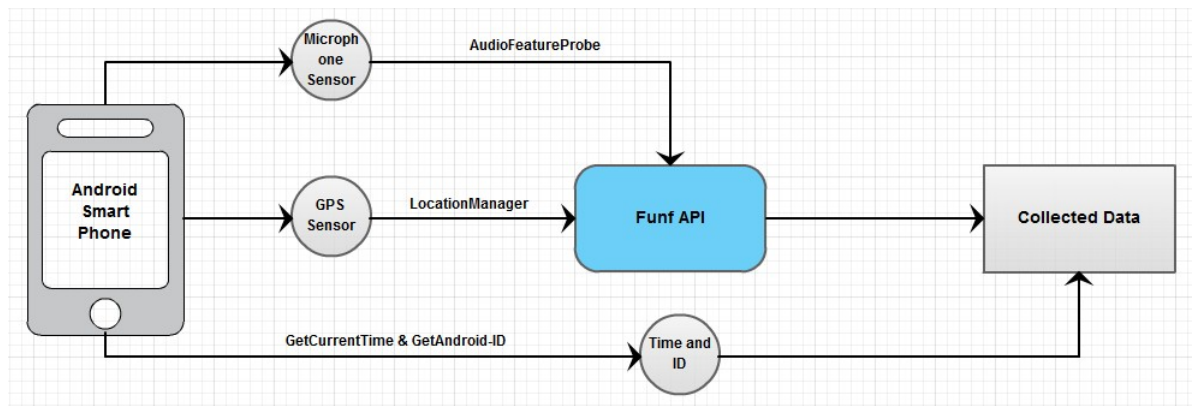 Microph
one
Sensor
AudioFeatureProbe
Android
Smart
Phone
GPS
Sensor
LocationManager
Funf API
Collected Data
GetCurrentTime & GetAndroid-ID
Time and
ID